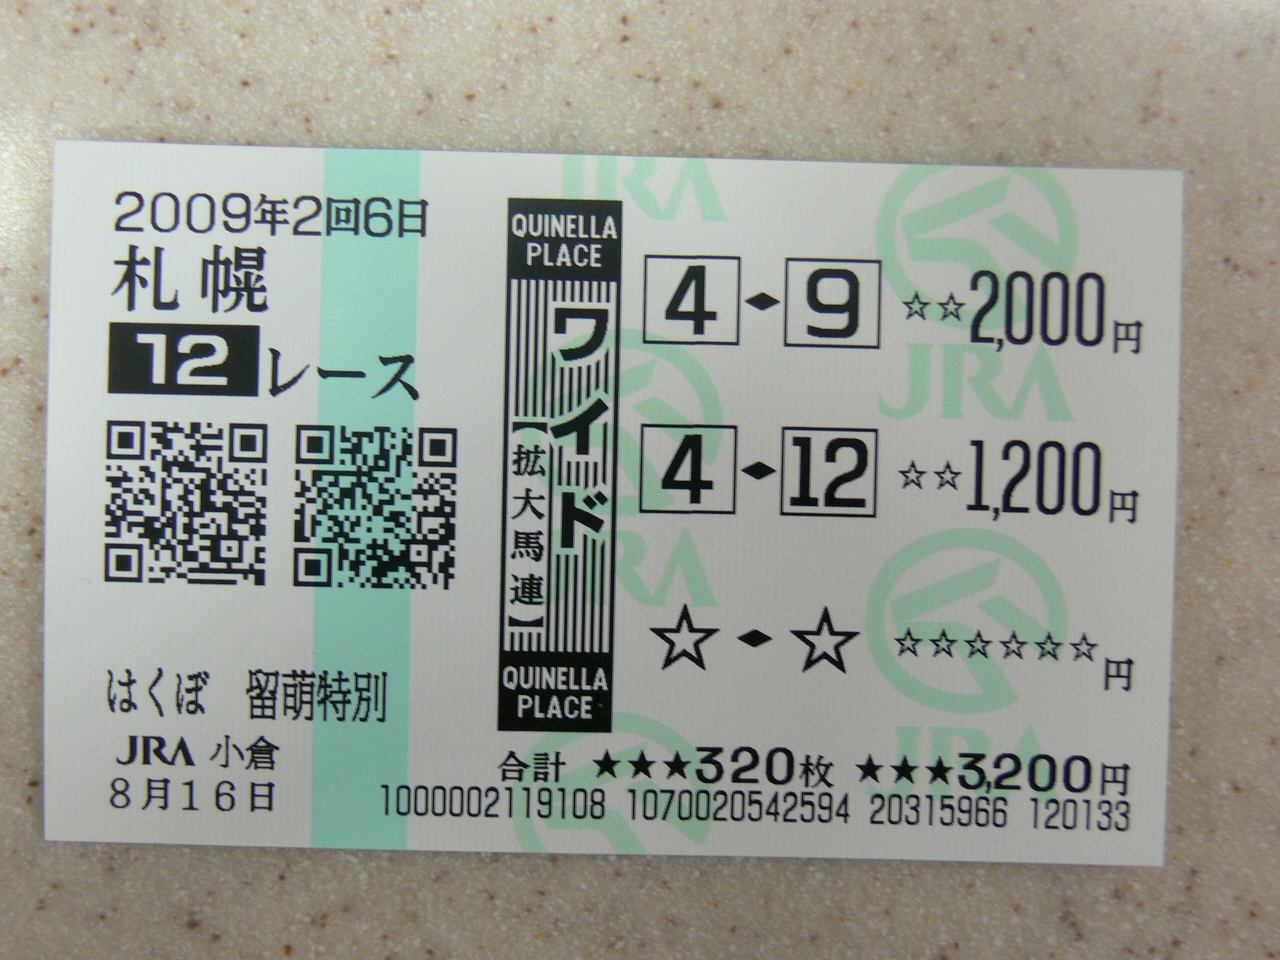 2009年2回6日
札幌
12レース
はくぼ 留萌特別
JRA 小倉
8月16日
QUINELLA
PLACE
ワイド
【拡大馬連】
QUINELLA
PLACE
4◆9 ☆☆2,000円
4◆12 ☆☆1,200円
☆◆☆ ☆☆☆☆☆☆円
合計 ★★★320枚 ★★★3,200円
1000002119108 1070020542594 20315966 120133
JRA
JRA
JRA
JRA